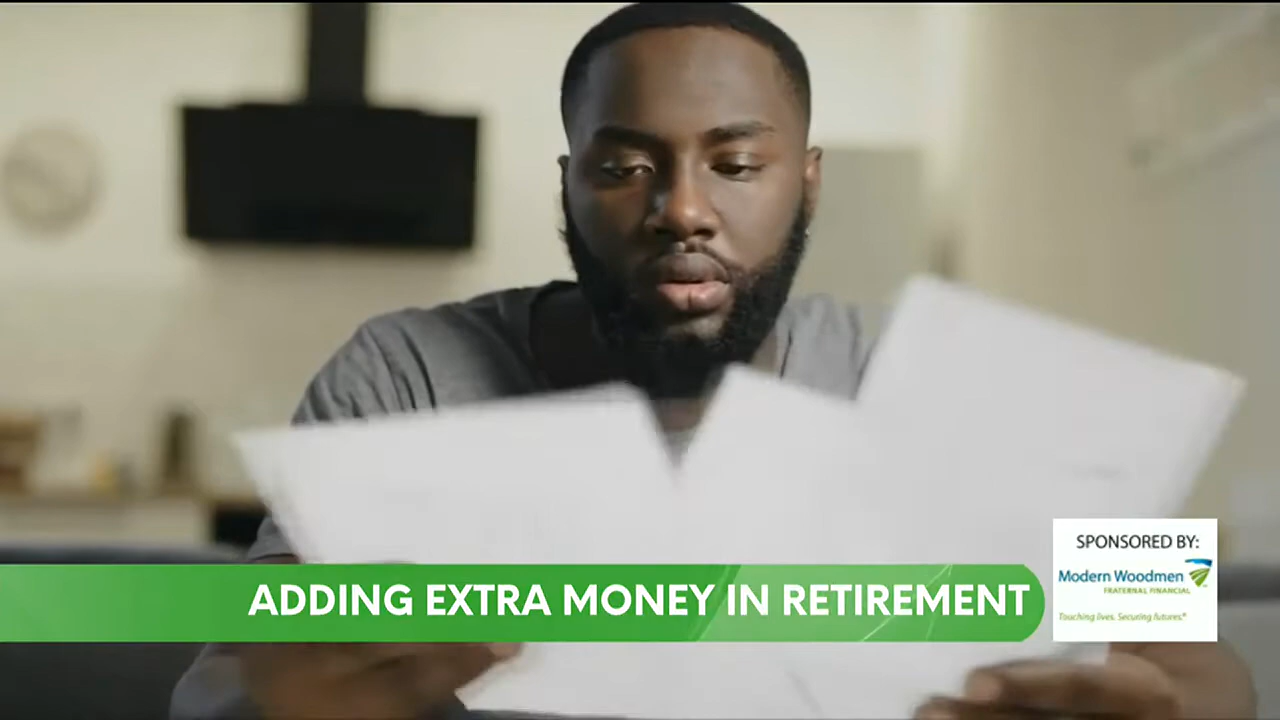 ADDING EXTRA MONEY IN RETIREMENT
SPONSORED BY:
Modern Woodmen
FRATERNAL FINANCIAL
Touching lives. Securing futures.®